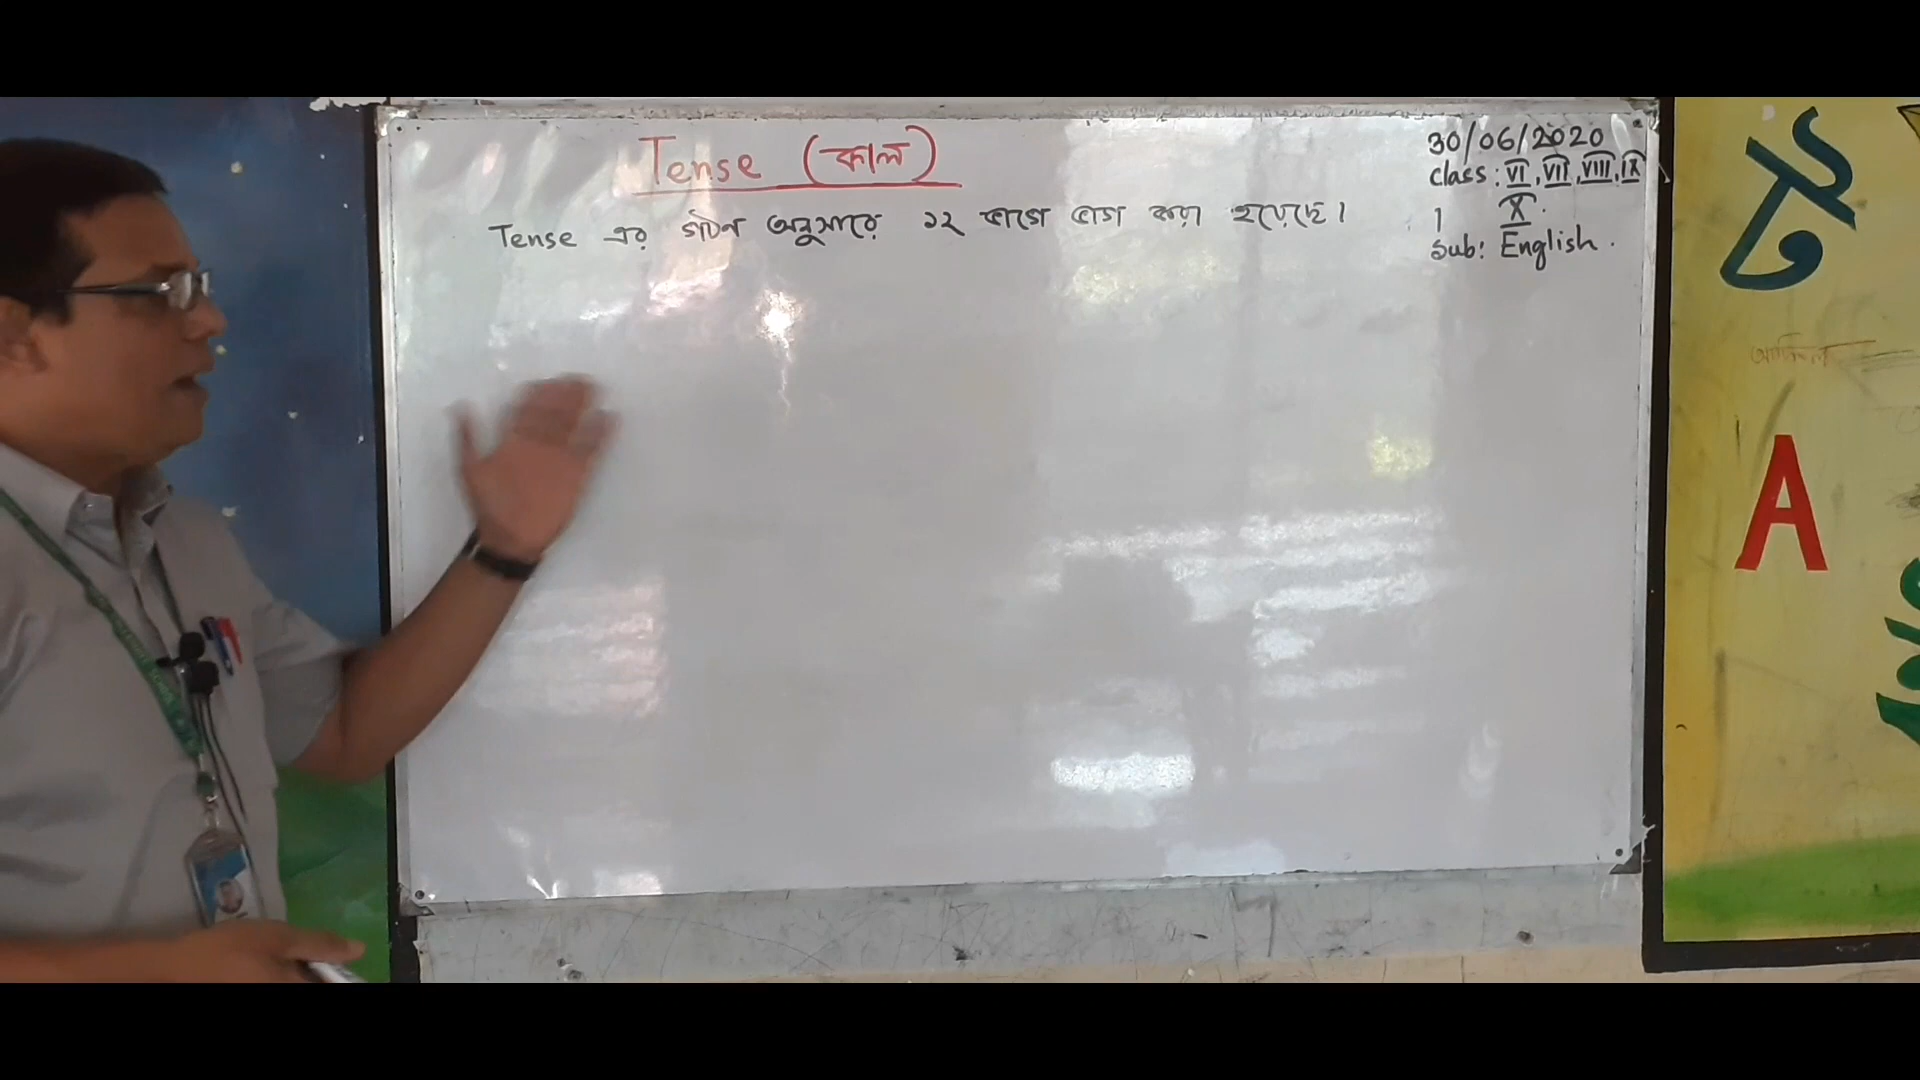 Tense (কাল)
Tense এর গঠন অনুসারে ১২ ভাগে ভাগ করা হয়েছে।
30/06/2020
class: VI, VII, VIII, IX
X.
Sub: English.
A